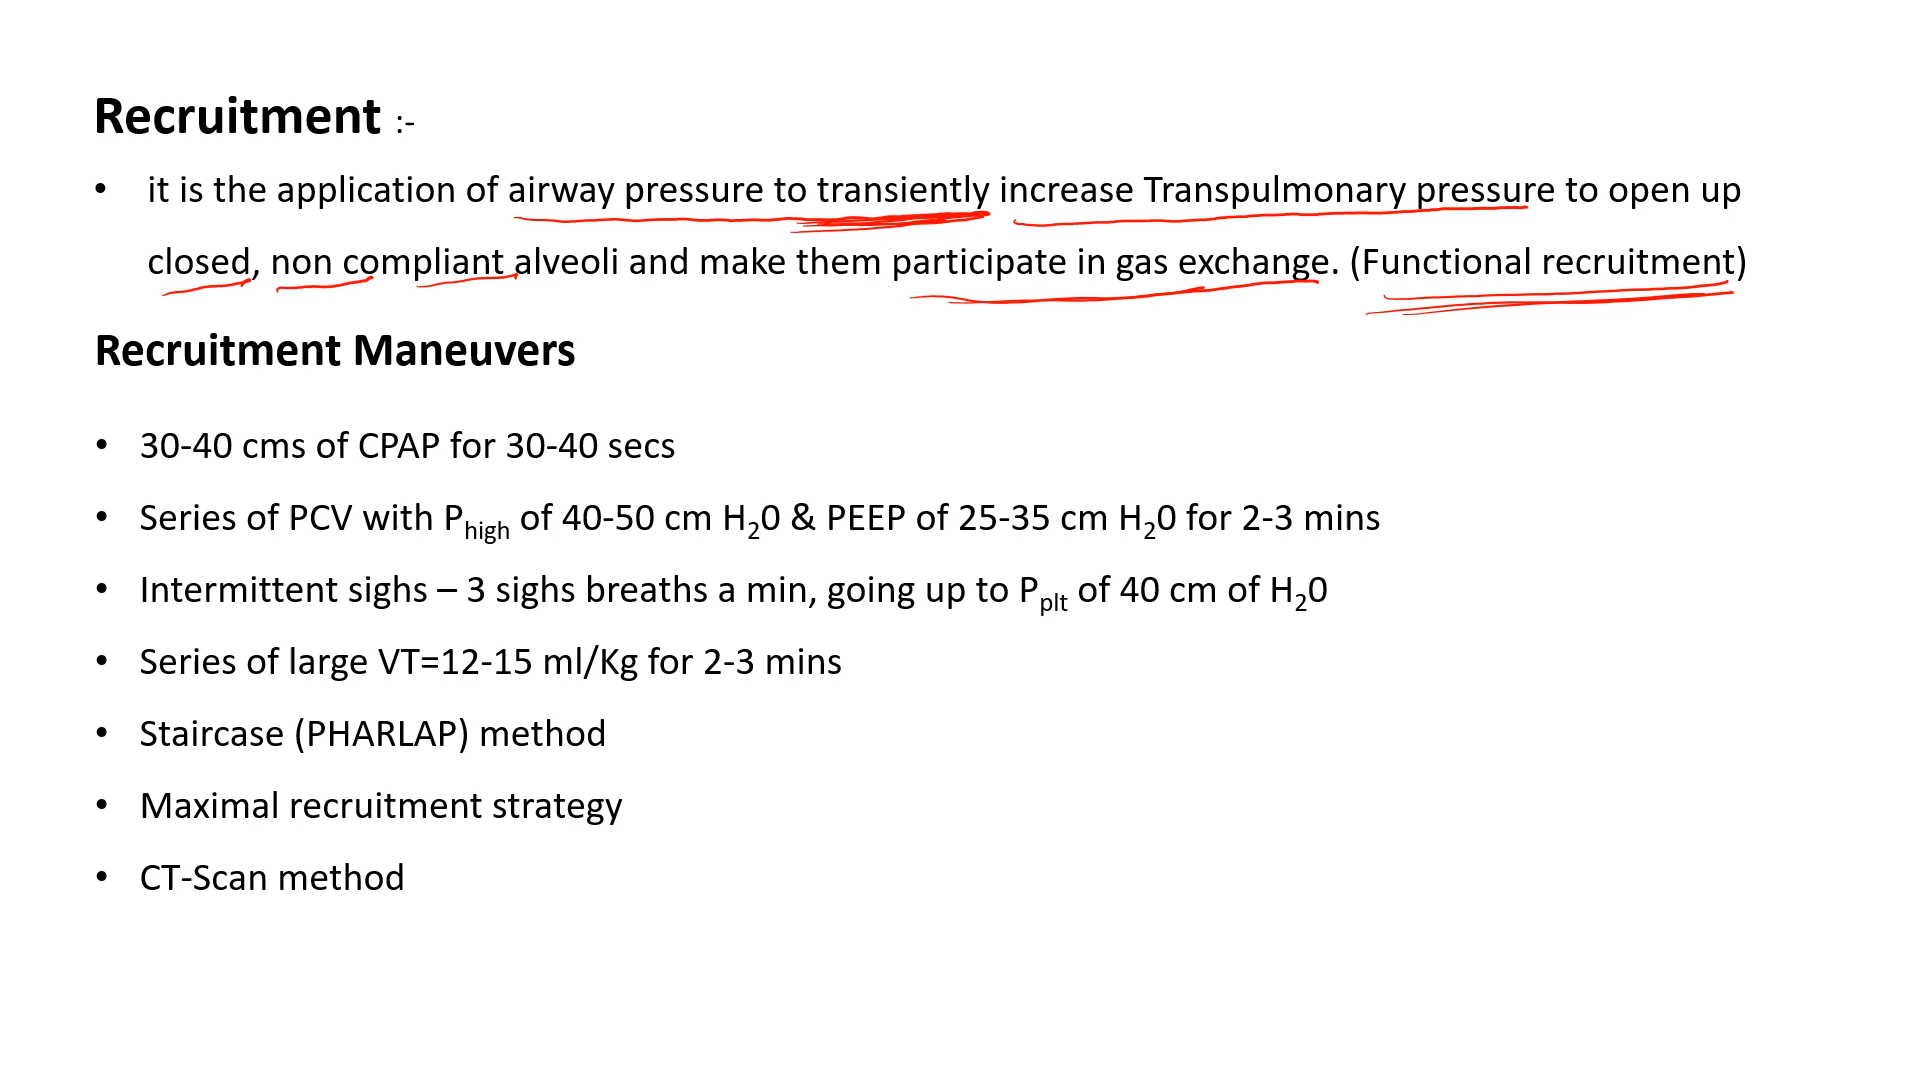 Recruitment :-
• it is the application of airway pressure to transiently increase Transpulmonary pressure to open up
closed, non compliant alveoli and make them participate in gas exchange. (Functional recruitment)
Recruitment Maneuvers
• 30-40 cms of CPAP for 30-40 secs
• Series of PCV with Phigh of 40-50 cm H20 & PEEP of 25-35 cm H20 for 2-3 mins
• Intermittent sighs – 3 sighs breaths a min, going up to Pplt of 40 cm of H20
• Series of large VT=12-15 ml/Kg for 2-3 mins
• Staircase (PHARLAP) method
• Maximal recruitment strategy
• CT-Scan method